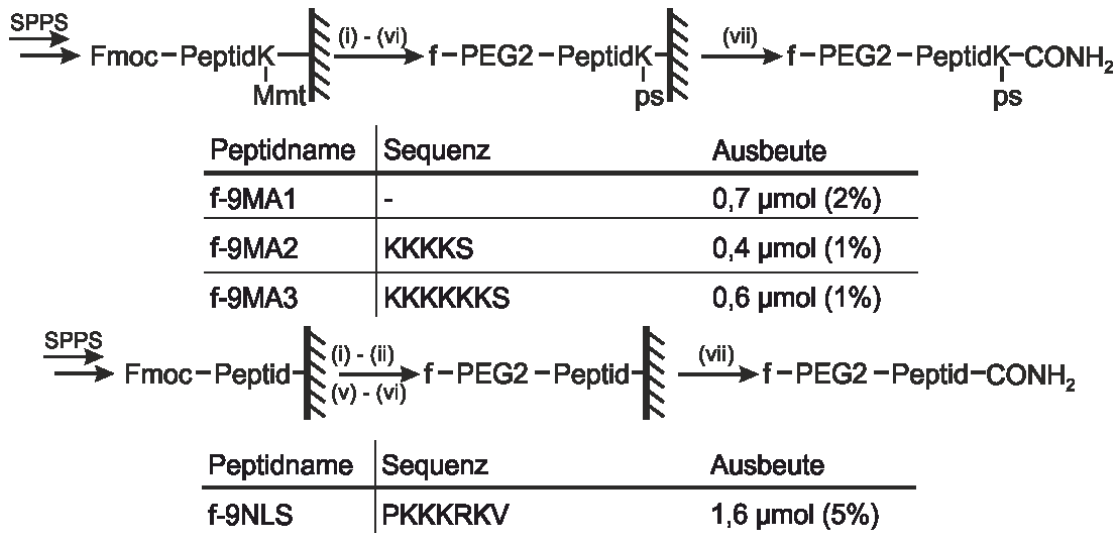 SPPS
Fmoc–PeptidK
Mmt
(i) - (vi)
f–PEG2–PeptidK
ps
(vii)
f–PEG2–PeptidK–CONH₂
ps
Peptidname Sequenz Ausbeute
f-9MA1 - 0,7 µmol (2%)
f-9MA2 KKKKS 0,4 µmol (1%)
f-9MA3 KKKKKKS 0,6 µmol (1%)
SPPS
Fmoc–Peptid
(i) - (ii)
(v) - (vi)
f–PEG2–Peptid
(vii)
f–PEG2–Peptid–CONH₂
Peptidname Sequenz Ausbeute
f-9NLS PKKKRKV 1,6 µmol (5%)